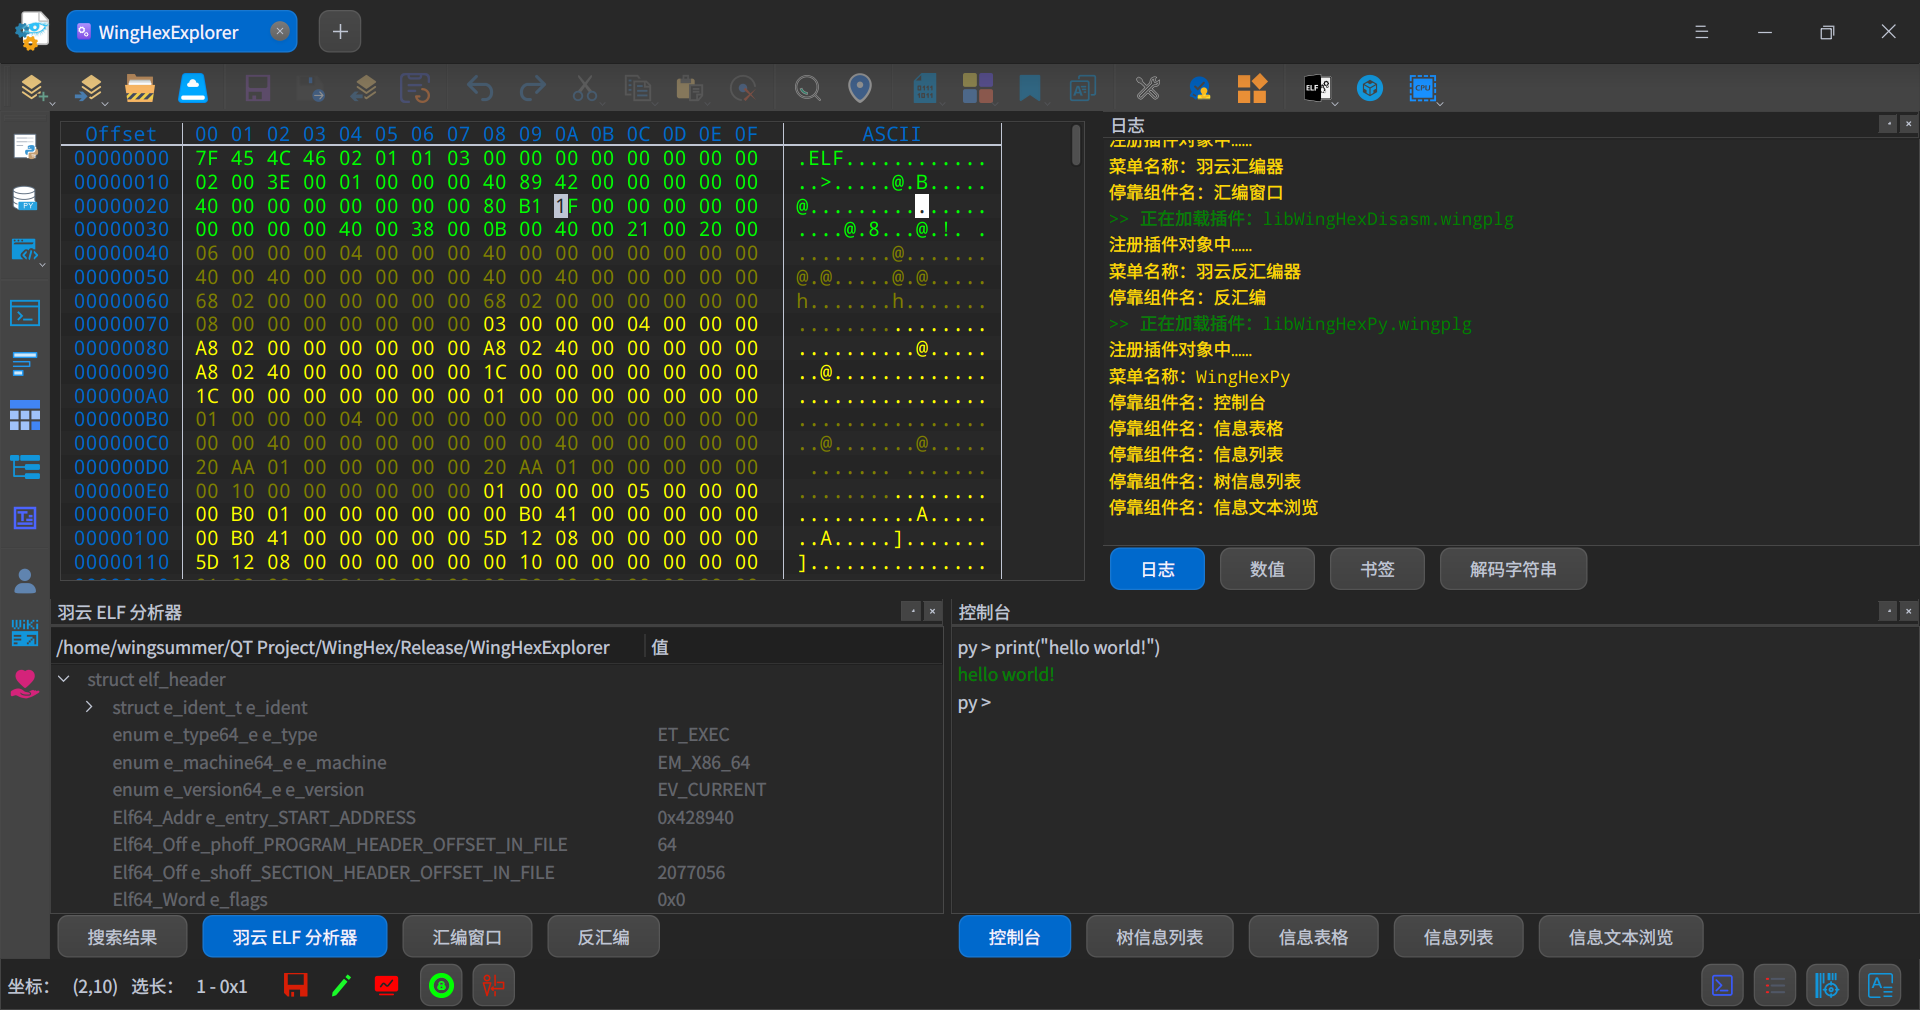 WingHexExplorer
Offset 00 01 02 03 04 05 06 07 08 09 0A 0B 0C 0D 0E 0F ASCII
00000000 7F 45 4C 46 02 01 01 03 00 00 00 00 00 00 00 00 .ELF............
00000010 02 00 3E 00 01 00 00 00 40 89 42 00 00 00 00 00 ..>.....@.B.....
00000020 40 00 00 00 00 00 00 00 80 B1 1F 00 00 00 00 00 @...............
00000030 00 00 00 00 40 00 38 00 0B 00 40 00 21 00 20 00 ....@.8...@.!. .
00000040 06 00 00 00 04 00 00 00 40 00 00 00 00 00 00 00 ........@.......
00000050 40 00 40 00 00 00 00 00 40 00 40 00 00 00 00 00 @.@.....@.@.....
00000060 68 02 00 00 00 00 00 00 68 02 00 00 00 00 00 00 h.......h.......
00000070 08 00 00 00 00 00 00 00 03 00 00 00 04 00 00 00 ................
00000080 A8 02 00 00 00 00 00 00 A8 02 40 00 00 00 00 00 ..........@.....
00000090 A8 02 40 00 00 00 00 00 1C 00 00 00 00 00 00 00 ..@.............
000000A0 1C 00 00 00 00 00 00 00 01 00 00 00 00 00 00 00 ................
000000B0 01 00 00 00 04 00 00 00 00 00 00 00 00 00 00 00 ................
000000C0 00 00 40 00 00 00 00 00 00 00 40 00 00 00 00 00 ..@.......@.....
000000D0 20 AA 01 00 00 00 00 00 20 AA 01 00 00 00 00 00  ....... .......
000000E0 00 10 00 00 00 00 00 00 01 00 00 00 05 00 00 00 ................
000000F0 00 B0 01 00 00 00 00 00 00 B0 41 00 00 00 00 00 ..........A.....
00000100 00 B0 41 00 00 00 00 00 5D 12 08 00 00 00 00 00 ..A.....].......
00000110 5D 12 08 00 00 00 00 00 00 10 00 00 00 00 00 00 ]...............
日志
注册插件对象中......
菜单名称：羽云汇编器
停靠组件名：汇编窗口
>> 正在加载插件：libWingHexDisasm.wingplg
注册插件对象中......
菜单名称：羽云反汇编器
停靠组件名：反汇编
>> 正在加载插件：libWingHexPy.wingplg
注册插件对象中......
菜单名称：WingHexPy
停靠组件名：控制台
停靠组件名：信息表格
停靠组件名：信息列表
停靠组件名：树信息列表
停靠组件名：信息文本浏览
日志 数值 书签 解码字符串
羽云 ELF 分析器
/home/wingsummer/QT Project/WingHex/Release/WingHexExplorer 值
struct elf_header
struct e_ident_t e_ident
enum e_type64_e e_type ET_EXEC
enum e_machine64_e e_machine EM_X86_64
enum e_version64_e e_version EV_CURRENT
Elf64_Addr e_entry_START_ADDRESS 0x428940
Elf64_Off e_phoff_PROGRAM_HEADER_OFFSET_IN_FILE 64
Elf64_Off e_shoff_SECTION_HEADER_OFFSET_IN_FILE 2077056
Elf64_Word e_flags 0x0
搜索结果 羽云 ELF 分析器 汇编窗口 反汇编
控制台
py > print("hello world!")
hello world!
py >
控制台 树信息列表 信息表格 信息列表 信息文本浏览
坐标： (2,10) 选长： 1 - 0x1